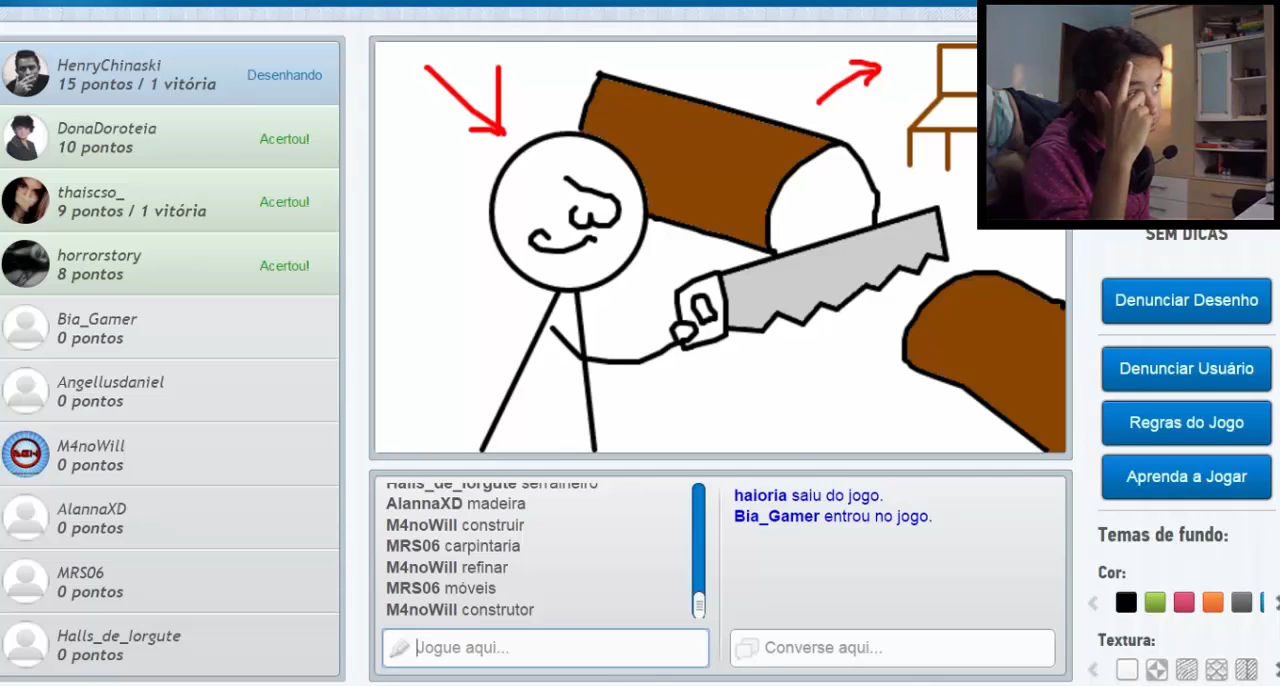 HenryChinaski
15 pontos / 1 vitória
Desenhando
DonaDoroteia
10 pontos
Acertou!
thaiscso_
9 pontos / 1 vitória
Acertou!
horrorstory
8 pontos
Acertou!
Bia_Gamer
0 pontos
Angellusdaniel
0 pontos
M4noWill
0 pontos
AlannaXD
0 pontos
MRS06
0 pontos
Halls_de_Iorgute
0 pontos
Halls_de_Iorgute serralheiro
AlannaXD madeira
M4noWill construir
MRS06 carpintaria
M4noWill refinar
MRS06 móveis
M4noWill construtor
Jogue aqui...
haioria saiu do jogo.
Bia_Gamer entrou no jogo.
Converse aqui...
SEM DICAS
Denunciar Desenho
Denunciar Usuário
Regras do Jogo
Aprenda a Jogar
Temas de fundo:
Cor:
Textura: